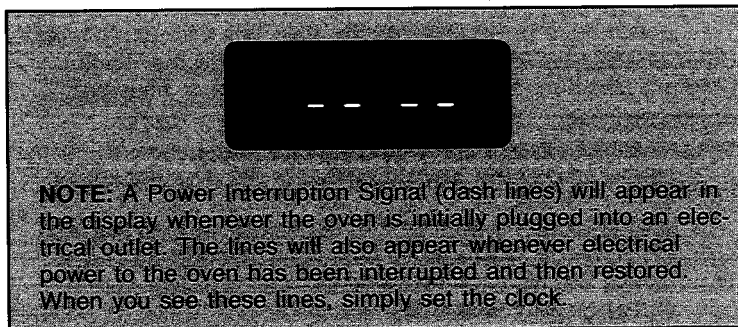 -- --
NOTE: A Power Interruption Signal (dash lines) will appear in
the display whenever the oven is initially plugged into an elec-
trical outlet. The lines will also appear whenever electrical
power to the oven has been interrupted and then restored.
When you see these lines, simply set the clock.